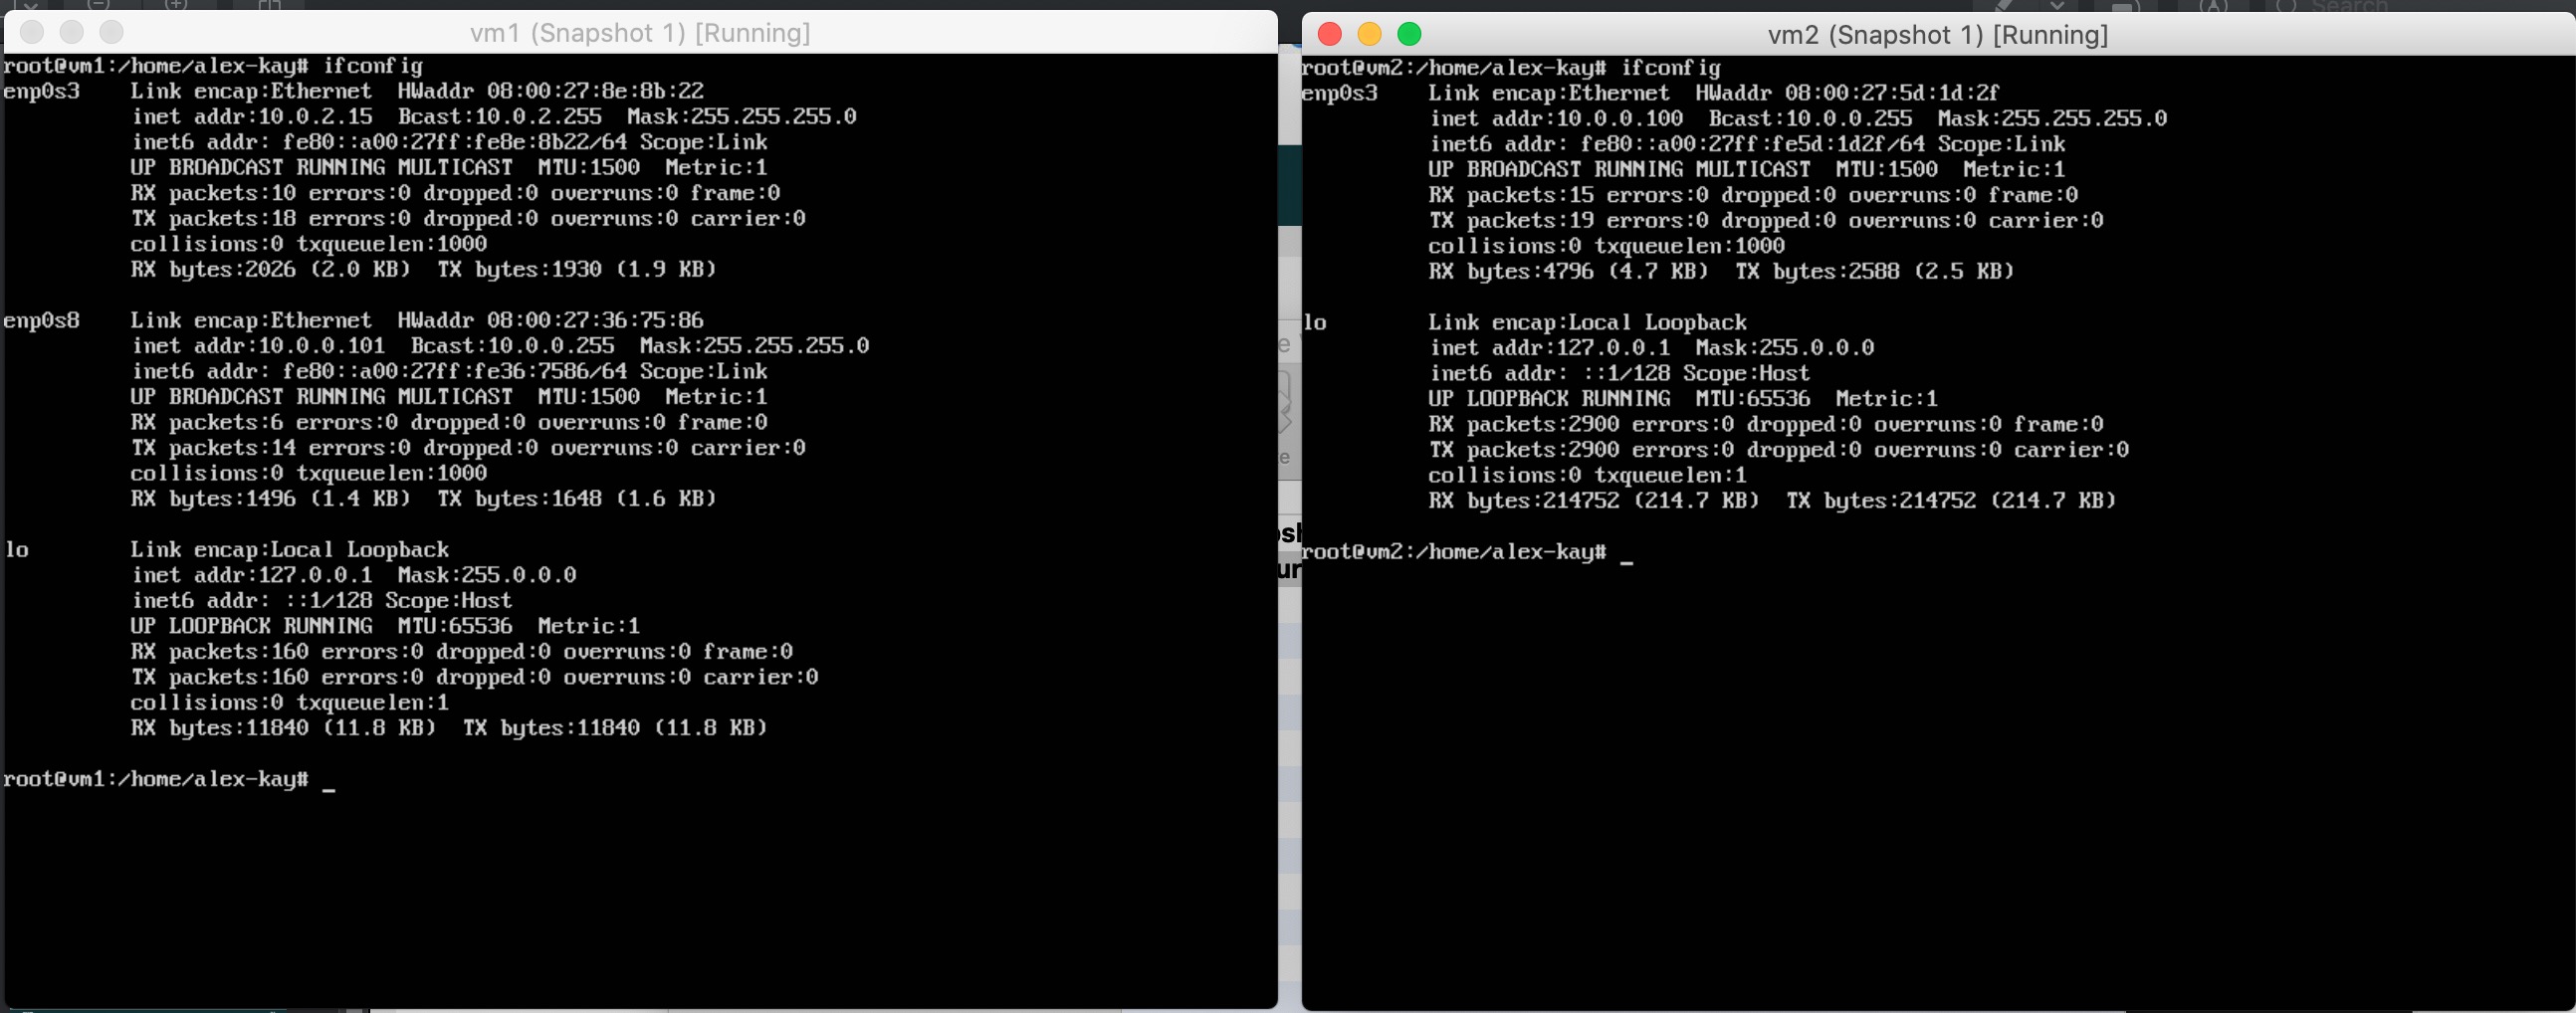 Search
vm1 (Snapshot 1) [Running]
root@vm1:/home/alex-kay# ifconfig
enp0s3    Link encap:Ethernet  HWaddr 08:00:27:8e:8b:22
          inet addr:10.0.2.15  Bcast:10.0.2.255  Mask:255.255.255.0
          inet6 addr: fe80::a00:27ff:fe8e:8b22/64 Scope:Link
          UP BROADCAST RUNNING MULTICAST  MTU:1500  Metric:1
          RX packets:10 errors:0 dropped:0 overruns:0 frame:0
          TX packets:18 errors:0 dropped:0 overruns:0 carrier:0
          collisions:0 txqueuelen:1000
          RX bytes:2026 (2.0 KB)  TX bytes:1930 (1.9 KB)
enp0s8    Link encap:Ethernet  HWaddr 08:00:27:36:75:86
          inet addr:10.0.0.101  Bcast:10.0.0.255  Mask:255.255.255.0
          inet6 addr: fe80::a00:27ff:fe36:7586/64 Scope:Link
          UP BROADCAST RUNNING MULTICAST  MTU:1500  Metric:1
          RX packets:6 errors:0 dropped:0 overruns:0 frame:0
          TX packets:14 errors:0 dropped:0 overruns:0 carrier:0
          collisions:0 txqueuelen:1000
          RX bytes:1496 (1.4 KB)  TX bytes:1648 (1.6 KB)
lo        Link encap:Local Loopback
          inet addr:127.0.0.1  Mask:255.0.0.0
          inet6 addr: ::1/128 Scope:Host
          UP LOOPBACK RUNNING  MTU:65536  Metric:1
          RX packets:160 errors:0 dropped:0 overruns:0 frame:0
          TX packets:160 errors:0 dropped:0 overruns:0 carrier:0
          collisions:0 txqueuelen:1
          RX bytes:11840 (11.8 KB)  TX bytes:11840 (11.8 KB)
root@vm1:/home/alex-kay# _
vm2 (Snapshot 1) [Running]
root@vm2:/home/alex-kay# ifconfig
enp0s3    Link encap:Ethernet  HWaddr 08:00:27:5d:1d:2f
          inet addr:10.0.0.100  Bcast:10.0.0.255  Mask:255.255.255.0
          inet6 addr: fe80::a00:27ff:fe5d:1d2f/64 Scope:Link
          UP BROADCAST RUNNING MULTICAST  MTU:1500  Metric:1
          RX packets:15 errors:0 dropped:0 overruns:0 frame:0
          TX packets:19 errors:0 dropped:0 overruns:0 carrier:0
          collisions:0 txqueuelen:1000
          RX bytes:4796 (4.7 KB)  TX bytes:2588 (2.5 KB)
lo        Link encap:Local Loopback
          inet addr:127.0.0.1  Mask:255.0.0.0
          inet6 addr: ::1/128 Scope:Host
          UP LOOPBACK RUNNING  MTU:65536  Metric:1
          RX packets:2900 errors:0 dropped:0 overruns:0 frame:0
          TX packets:2900 errors:0 dropped:0 overruns:0 carrier:0
          collisions:0 txqueuelen:1
          RX bytes:214752 (214.7 KB)  TX bytes:214752 (214.7 KB)
root@vm2:/home/alex-kay# _